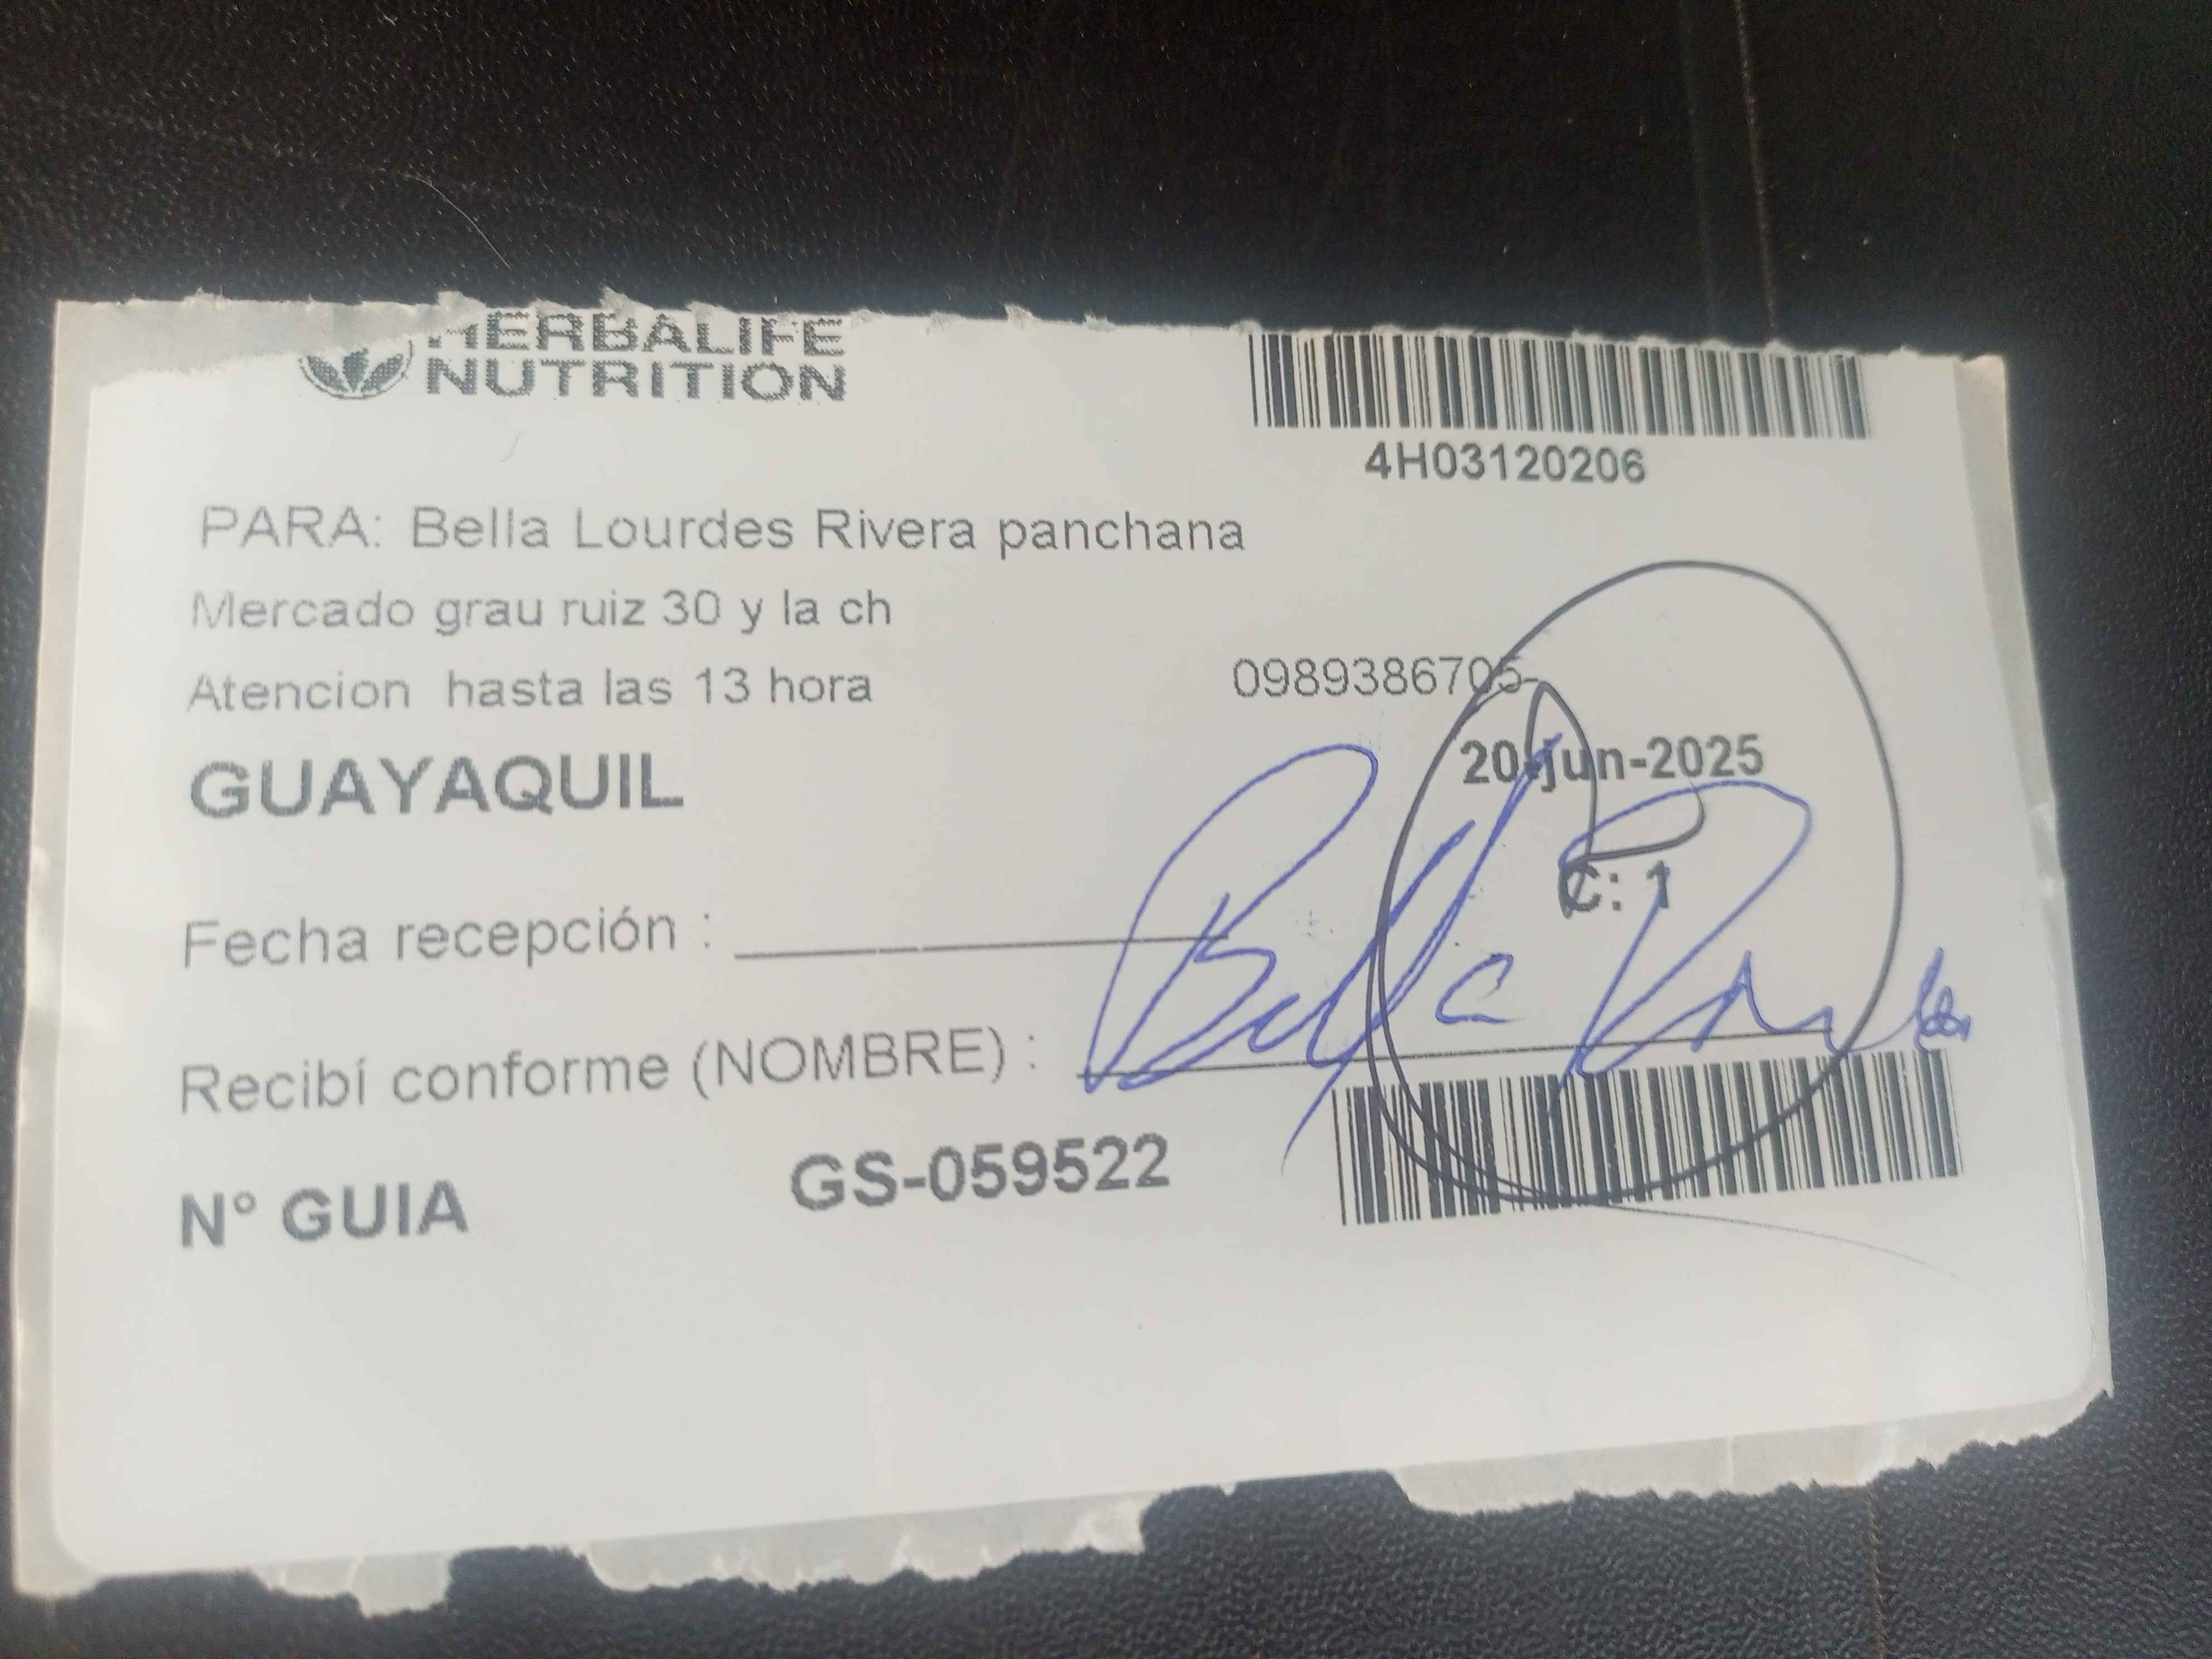 HERBALIFE
NUTRITION
4H03120206
PARA: Bella Lourdes Rivera panchana
Mercado grau ruiz 30 y la ch
Atencion hasta las 13 hora
0989386705-
GUAYAQUIL
20-jun-2025
C: 1
Fecha recepción :
Recibí conforme (NOMBRE) :
Bella
N° GUIA
GS-059522